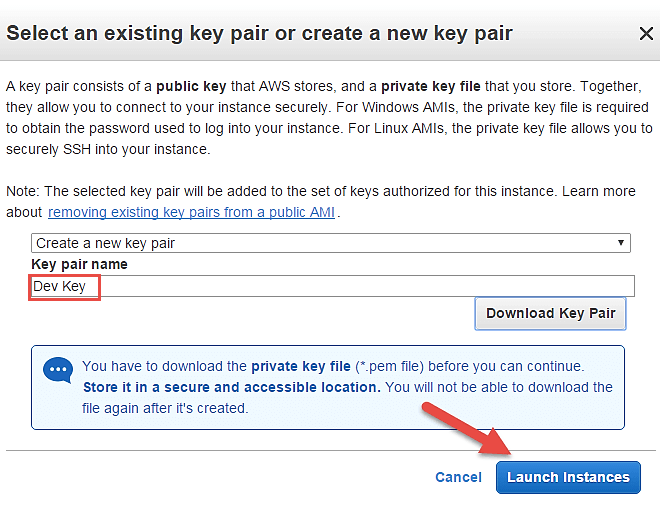 Select an existing key pair or create a new key pair
A key pair consists of a public key that AWS stores, and a private key file that you store. Together,
they allow you to connect to your instance securely. For Windows AMIs, the private key file is required
to obtain the password used to log into your instance. For Linux AMIs, the private key file allows you to
securely SSH into your instance.
Note: The selected key pair will be added to the set of keys authorized for this instance. Learn more
about removing existing key pairs from a public AMI.
Create a new key pair
Key pair name
Dev Key
Download Key Pair
You have to download the private key file (*.pem file) before you can continue.
Store it in a secure and accessible location. You will not be able to download the
file again after it's created.
Cancel Launch Instances